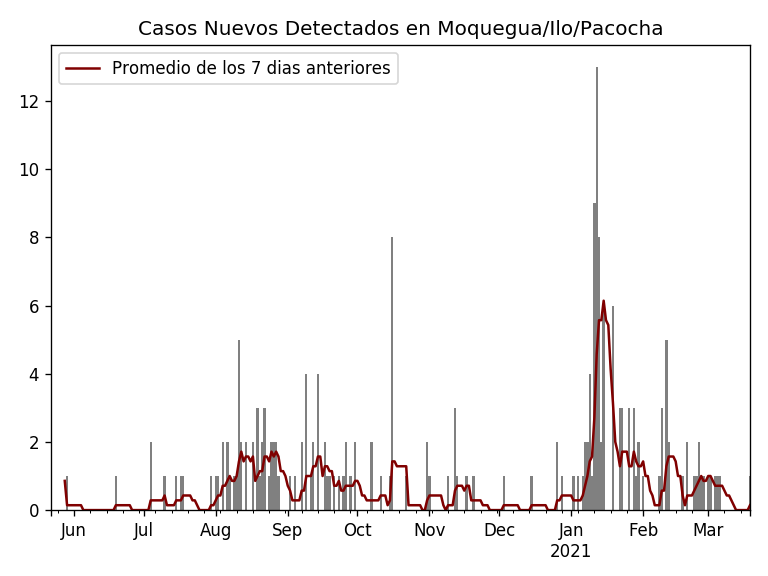 Casos Nuevos Detectados en Moquegua/Ilo/Pacocha
Promedio de los 7 dias anteriores
12
10
8
6
4
2
0
Jun Jul Aug Sep Oct Nov Dec Jan Feb Mar
2021